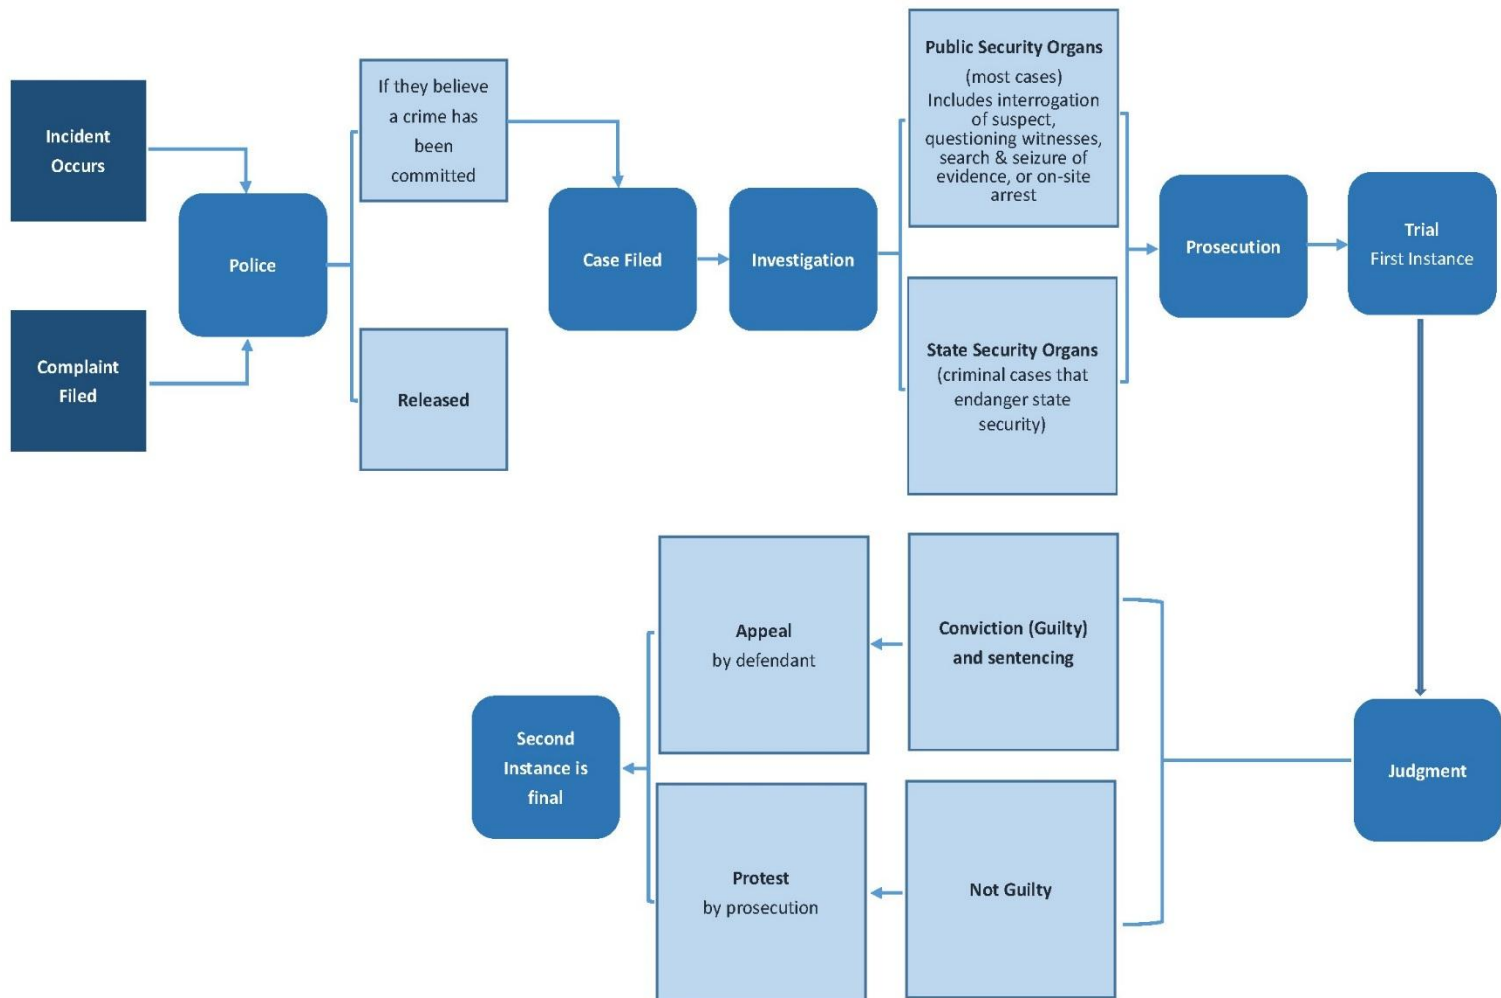 Incident
Occurs
Complaint
Filed
Police
If they believe
a crime has
been
committed
Released
Case Filed
Investigation
Public Security Organs
(most cases)
Includes interrogation
of suspect,
questioning witnesses,
search & seizure of
evidence, or on-site
arrest
State Security Organs
(criminal cases that
endanger state
security)
Prosecution
Trial
First Instance
Judgment
Conviction (Guilty)
and sentencing
Not Guilty
Appeal
by defendant
Protest
by prosecution
Second
Instance is
final